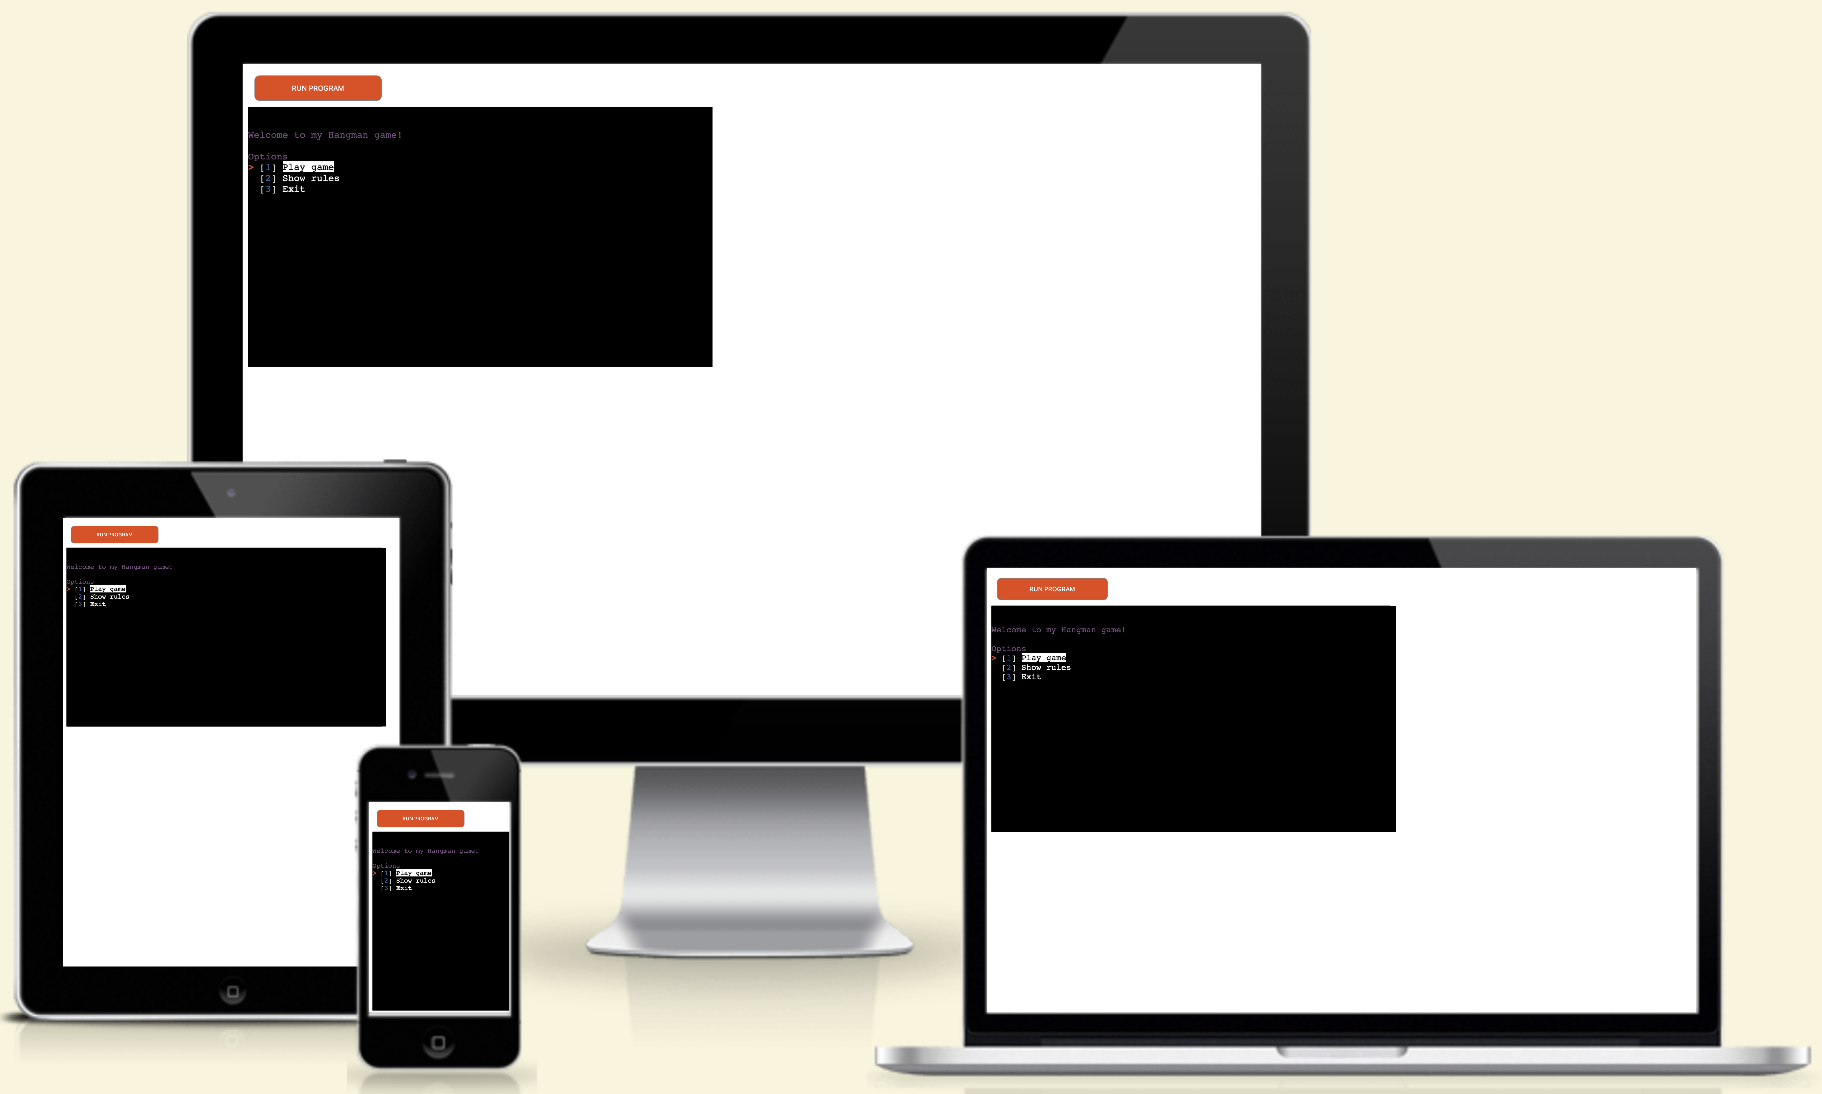 RUN PROGRAM
Welcome to my Hangman game!
Options
> [1] Play game
[2] Show rules
[3] Exit
RUN PROGRAM
Welcome to my Hangman game!
Options
> [1] Play game
[2] Show rules
[3] Exit
RUN PROGRAM
Welcome to my Hangman game!
Options
> [1] Play game
[2] Show rules
[3] Exit
RUN PROGRAM
Welcome to my Hangman game!
Options
> [1] Play game
[2] Show rules
[3] Exit